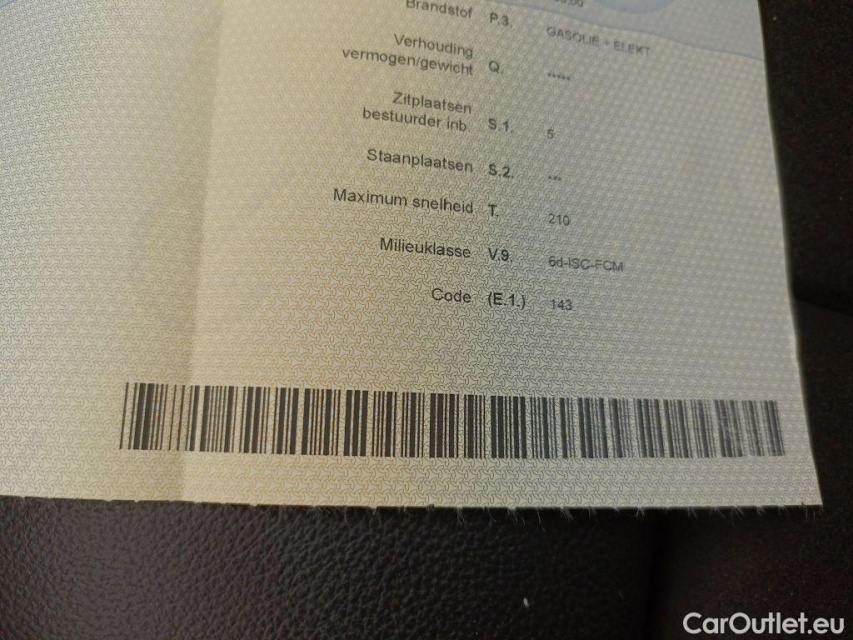 Brandstof P.3. GASOLIE + ELEKT
Verhouding
vermogen/gewicht Q. *****
Zitplaatsen
bestuurder inb. S.1. 5
Staanplaatsen S.2. ***
Maximum snelheid T. 210
Milieuklasse V.9. 6d-ISC-FCM
Code (E.1.) 143
CarOutlet.eu